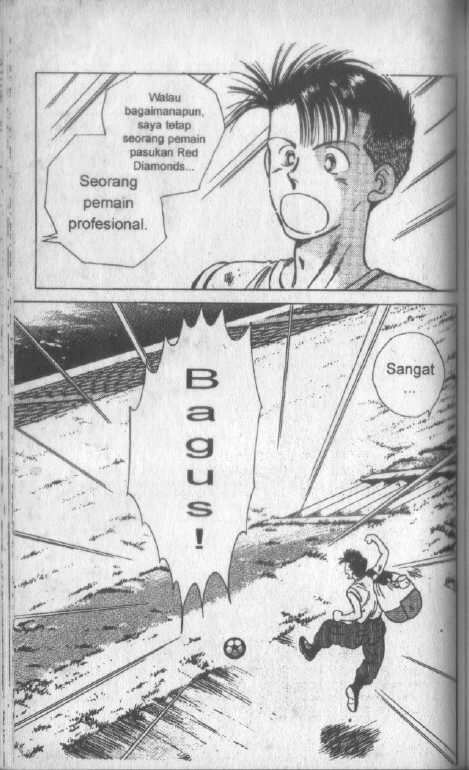 Walau
bagaimanapun,
saya tetap
seorang pemain
pasukan Red
Diamonds...
Seorang
pemain
profesional.
Sangat
...
Bagus!